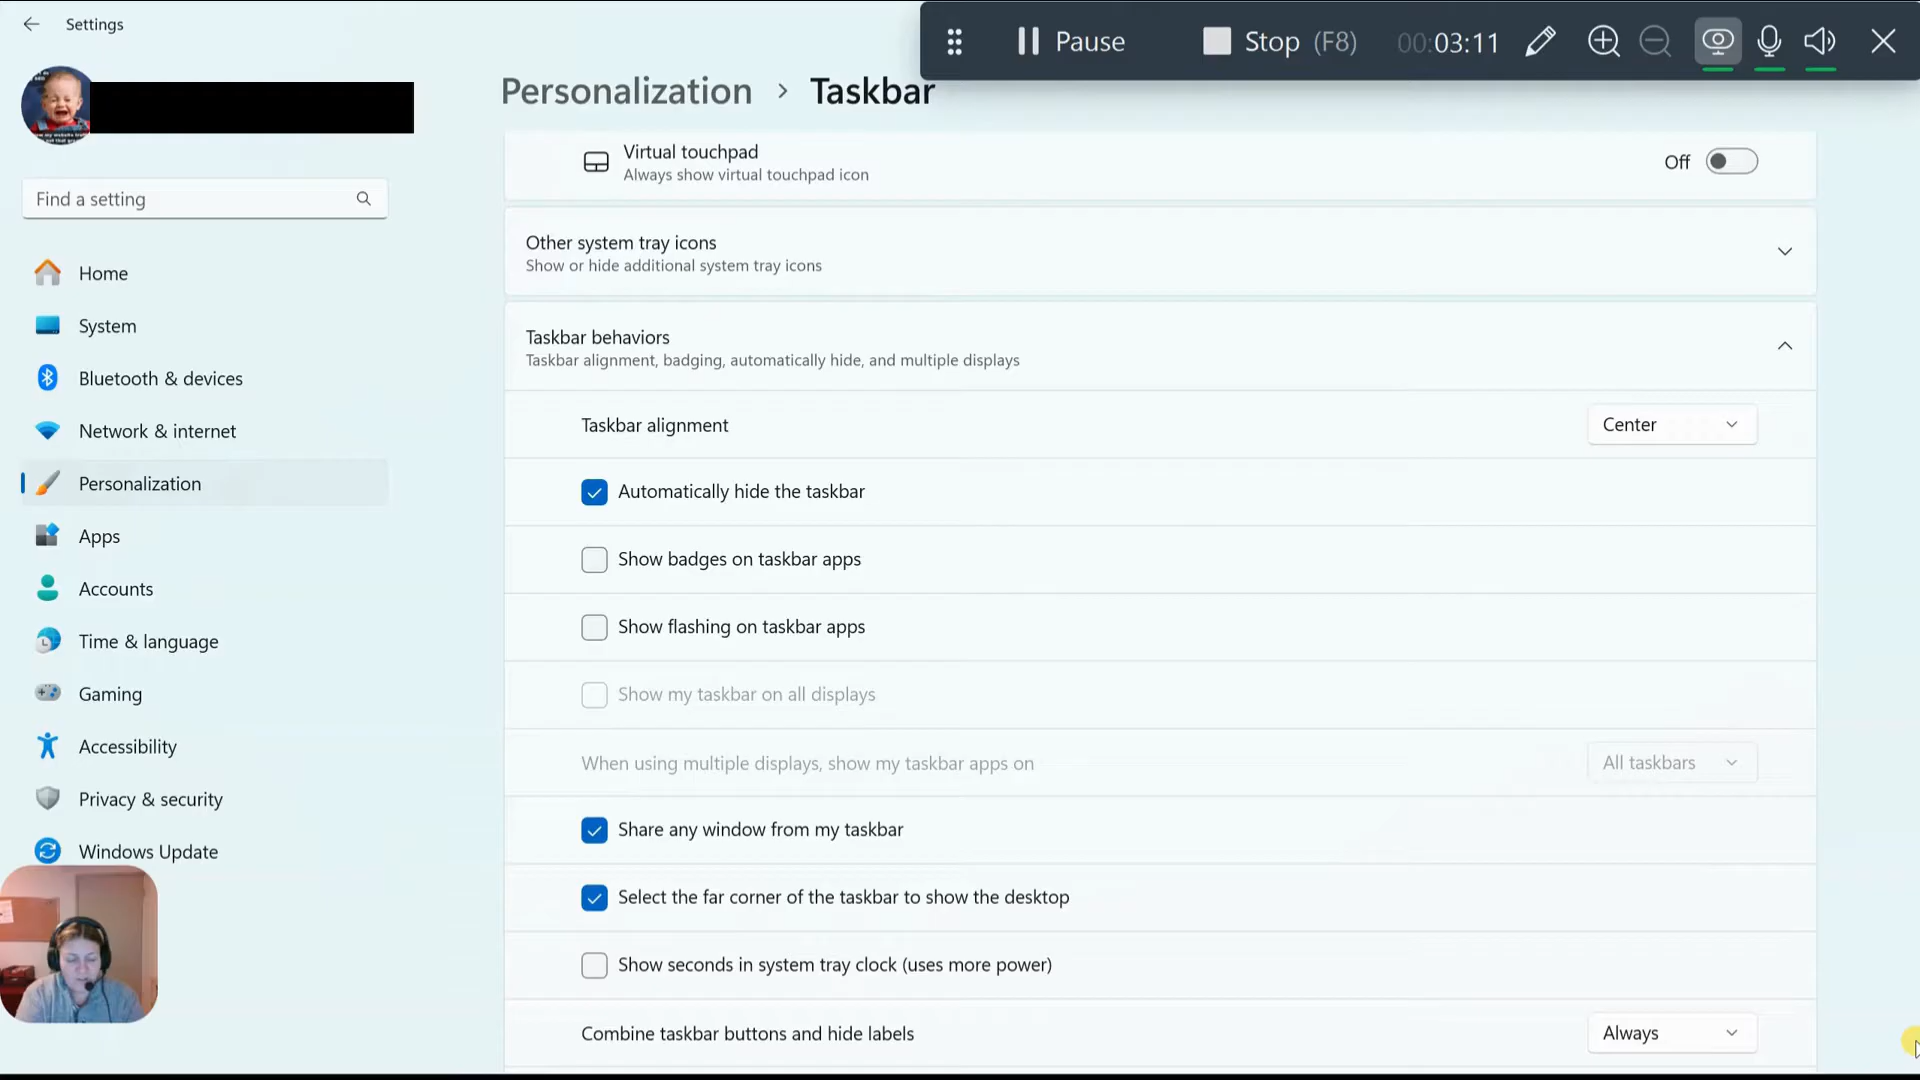 Settings
Pause
Stop (F8)
00:03:11
Personalization > Taskbar
Find a setting
Home
System
Bluetooth & devices
Network & internet
Personalization
Apps
Accounts
Time & language
Gaming
Accessibility
Privacy & security
Windows Update
Virtual touchpad
Always show virtual touchpad icon
Off
Other system tray icons
Show or hide additional system tray icons
Taskbar behaviors
Taskbar alignment, badging, automatically hide, and multiple displays
Taskbar alignment
Center
Automatically hide the taskbar
Show badges on taskbar apps
Show flashing on taskbar apps
Show my taskbar on all displays
When using multiple displays, show my taskbar apps on
All taskbars
Share any window from my taskbar
Select the far corner of the taskbar to show the desktop
Show seconds in system tray clock (uses more power)
Combine taskbar buttons and hide labels
Always